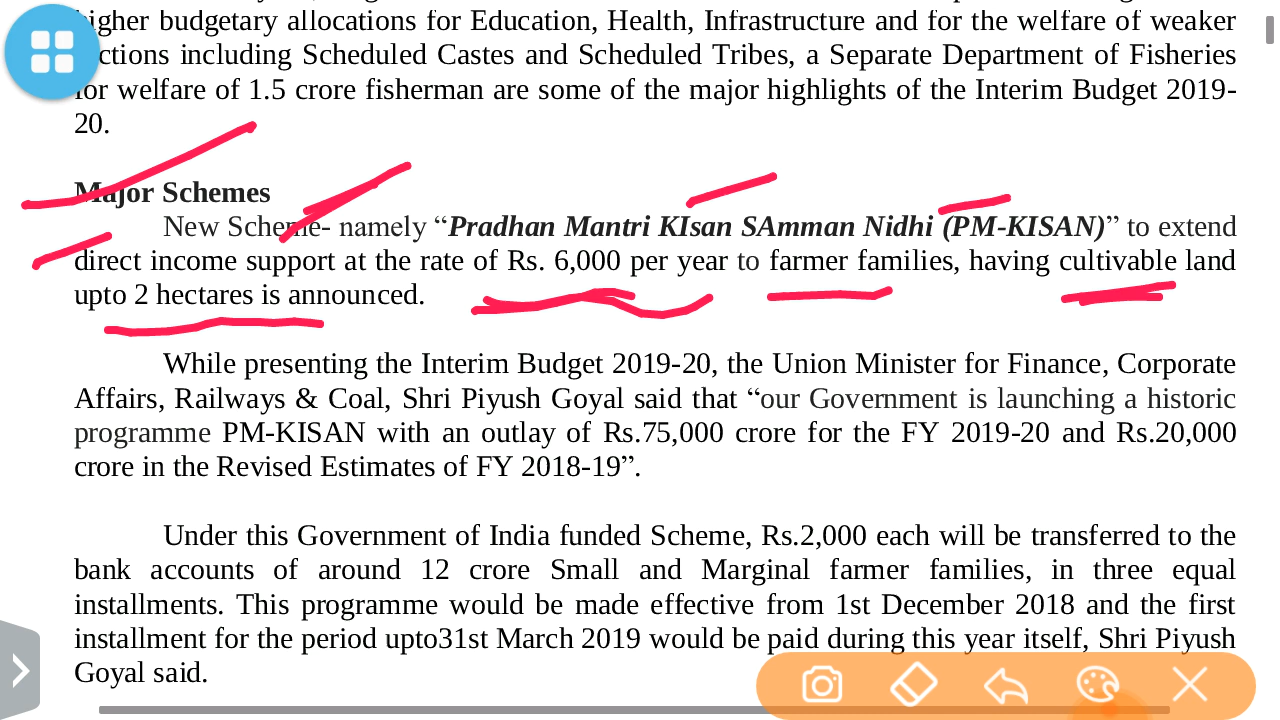 higher budgetary allocations for Education, Health, Infrastructure and for the welfare of weaker
including Scheduled Castes and Scheduled Tribes, a Separate Department of Fisheries
for welfare of 1.5 crore fisherman are some of the major highlights of the Interim Budget 2019-
20.
Major Schemes
New Scheme- namely “Pradhan Mantri KIsan SAmman Nidhi (PM-KISAN)” to extend
direct income support at the rate of Rs. 6,000 per year to farmer families, having cultivable land
upto 2 hectares is announced.
While presenting the Interim Budget 2019-20, the Union Minister for Finance, Corporate
Affairs, Railways & Coal, Shri Piyush Goyal said that “our Government is launching a historic
programme PM-KISAN with an outlay of Rs.75,000 crore for the FY 2019-20 and Rs.20,000
crore in the Revised Estimates of FY 2018-19”.
Under this Government of India funded Scheme, Rs.2,000 each will be transferred to the
bank accounts of around 12 crore Small and Marginal farmer families, in three equal
installments. This programme would be made effective from 1st December 2018 and the first
installment for the period upto31st March 2019 would be paid during this year itself, Shri Piyush
Goyal said.